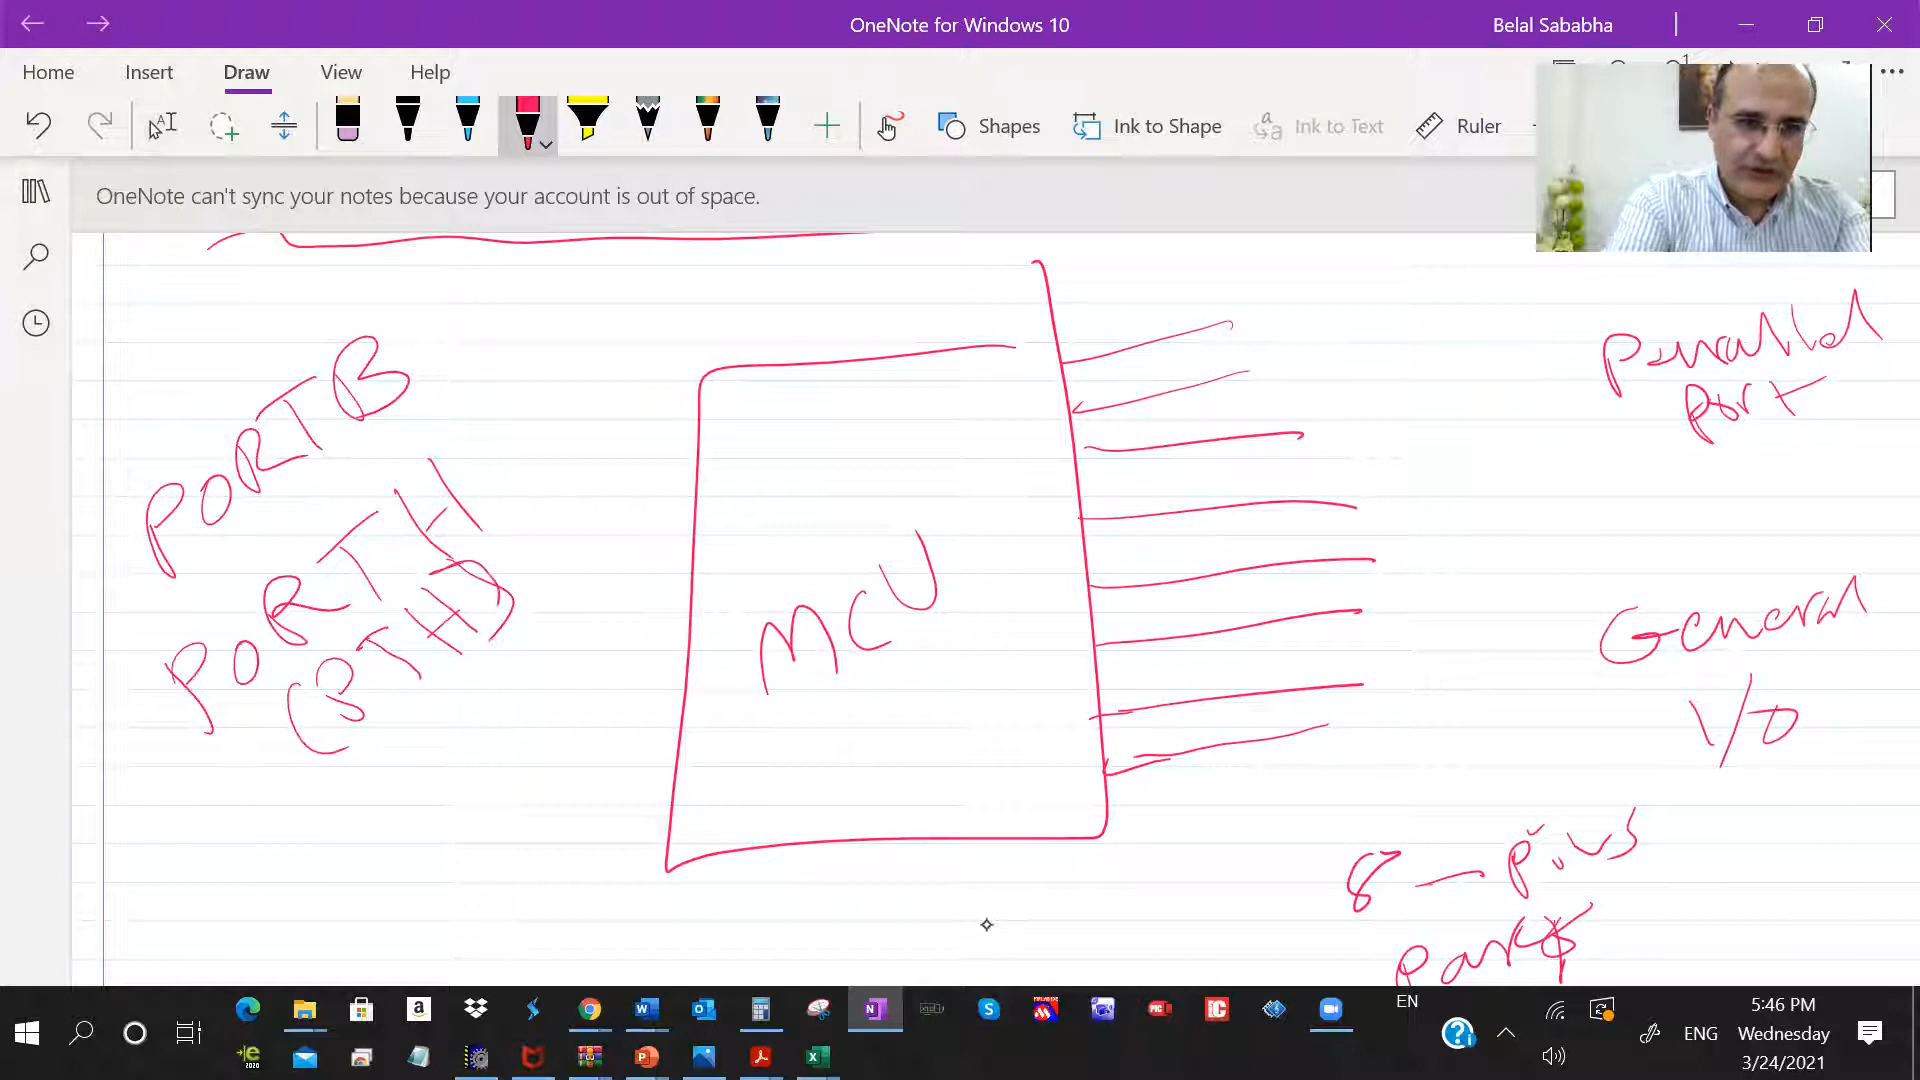 OneNote for Windows 10
Belal Sababha
Home Insert Draw View Help
Shapes
Ink to Shape
Ink to Text
Ruler
OneNote can't sync your notes because your account is out of space.
PORTB
PORTH
(PTH)
MCU
Parallel
port
General
I/O
8 - pins
EN
ENG
5:46 PM
Wednesday
3/24/2021